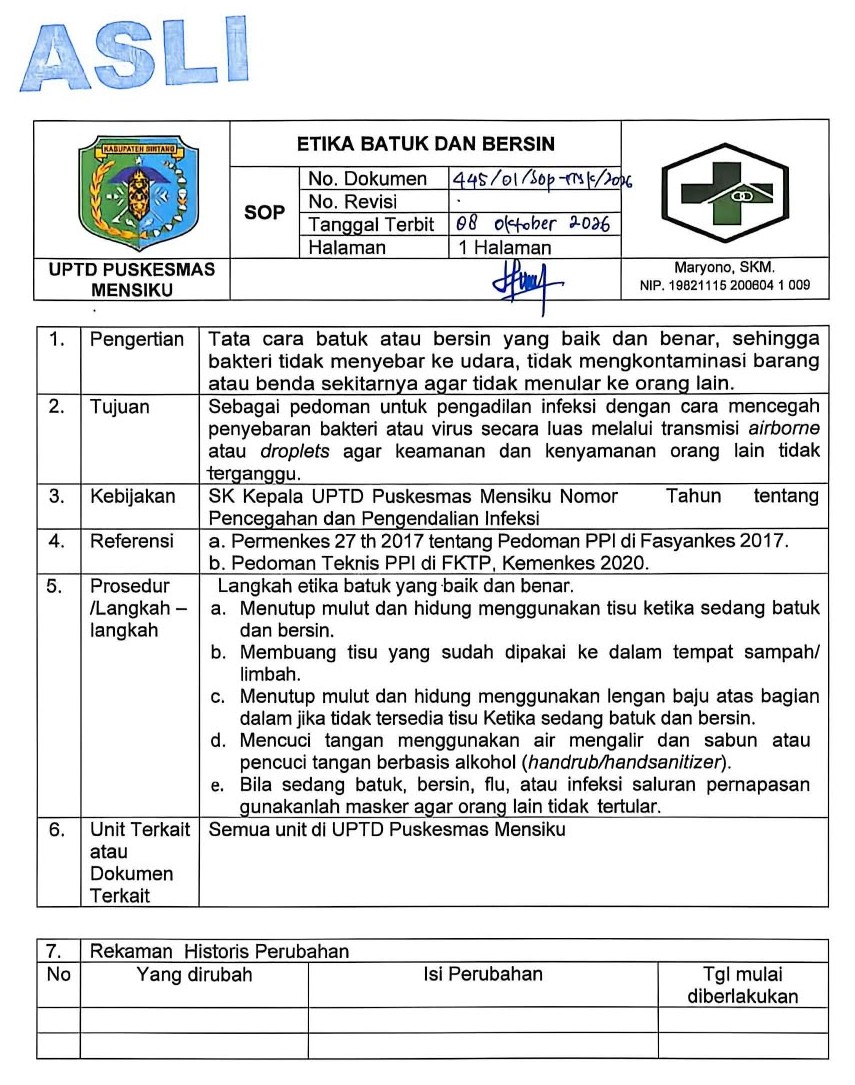 ASLI
KABUPATEN SINTANG
ETIKA BATUK DAN BERSIN
SOP
No. Dokumen 445/01/SOP-MSK/2026
No. Revisi .
Tanggal Terbit 08 Oktober 2026
Halaman 1 Halaman
UPTD PUSKESMAS
MENSIKU
Maryono, SKM.
NIP. 19821115 200604 1 009
1. Pengertian Tata cara batuk atau bersin yang baik dan benar, sehingga
bakteri tidak menyebar ke udara, tidak mengkontaminasi barang
atau benda sekitarnya agar tidak menular ke orang lain.
2. Tujuan Sebagai pedoman untuk pengadilan infeksi dengan cara mencegah
penyebaran bakteri atau virus secara luas melalui transmisi airborne
atau droplets agar keamanan dan kenyamanan orang lain tidak
terganggu.
3. Kebijakan SK Kepala UPTD Puskesmas Mensiku Nomor Tahun tentang
Pencegahan dan Pengendalian Infeksi
4. Referensi a. Permenkes 27 th 2017 tentang Pedoman PPI di Fasyankes 2017.
b. Pedoman Teknis PPI di FKTP, Kemenkes 2020.
5. Prosedur Langkah etika batuk yang baik dan benar.
/Langkah – a. Menutup mulut dan hidung menggunakan tisu ketika sedang batuk
langkah dan bersin.
b. Membuang tisu yang sudah dipakai ke dalam tempat sampah/
limbah.
c. Menutup mulut dan hidung menggunakan lengan baju atas bagian
dalam jika tidak tersedia tisu Ketika sedang batuk dan bersin.
d. Mencuci tangan menggunakan air mengalir dan sabun atau
pencuci tangan berbasis alkohol (handrub/handsanitizer).
e. Bila sedang batuk, bersin, flu, atau infeksi saluran pernapasan
gunakanlah masker agar orang lain tidak tertular.
6. Unit Terkait Semua unit di UPTD Puskesmas Mensiku
atau
Dokumen
Terkait
7. Rekaman Historis Perubahan
No Yang dirubah Isi Perubahan Tgl mulai
diberlakukan